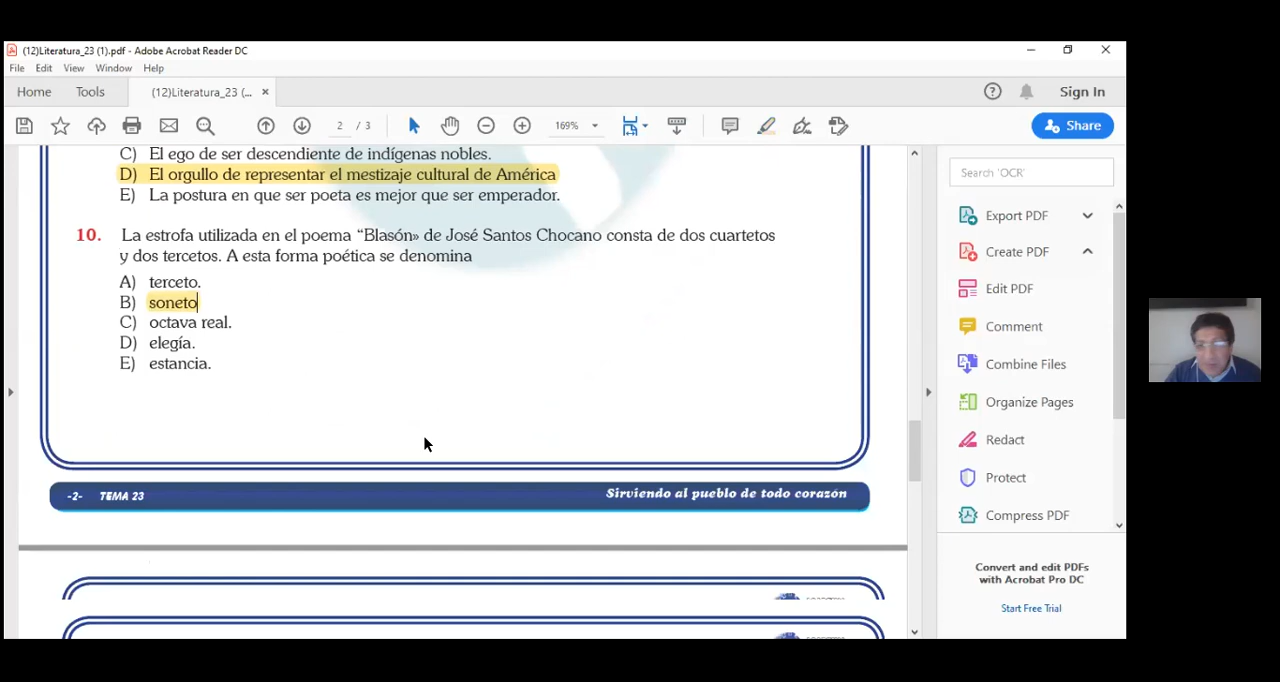 (12)Literatura_23 (1).pdf - Adobe Acrobat Reader DC
File Edit View Window Help
Home Tools (12)Literatura_23 (... × Sign In
2 / 3 169% Share
C) El ego de ser descendiente de indígenas nobles.
D) El orgullo de representar el mestizaje cultural de América
E) La postura en que ser poeta es mejor que ser emperador.
10. La estrofa utilizada en el poema “Blasón» de José Santos Chocano consta de dos cuartetos
y dos tercetos. A esta forma poética se denomina
A) terceto.
B) soneto
C) octava real.
D) elegía.
E) estancia.
-2- TEMA 23 Sirviendo al pueblo de todo corazón
Search 'OCR'
Export PDF
Create PDF
Edit PDF
Comment
Combine Files
Organize Pages
Redact
Protect
Compress PDF
Convert and edit PDFs
with Acrobat Pro DC
Start Free Trial